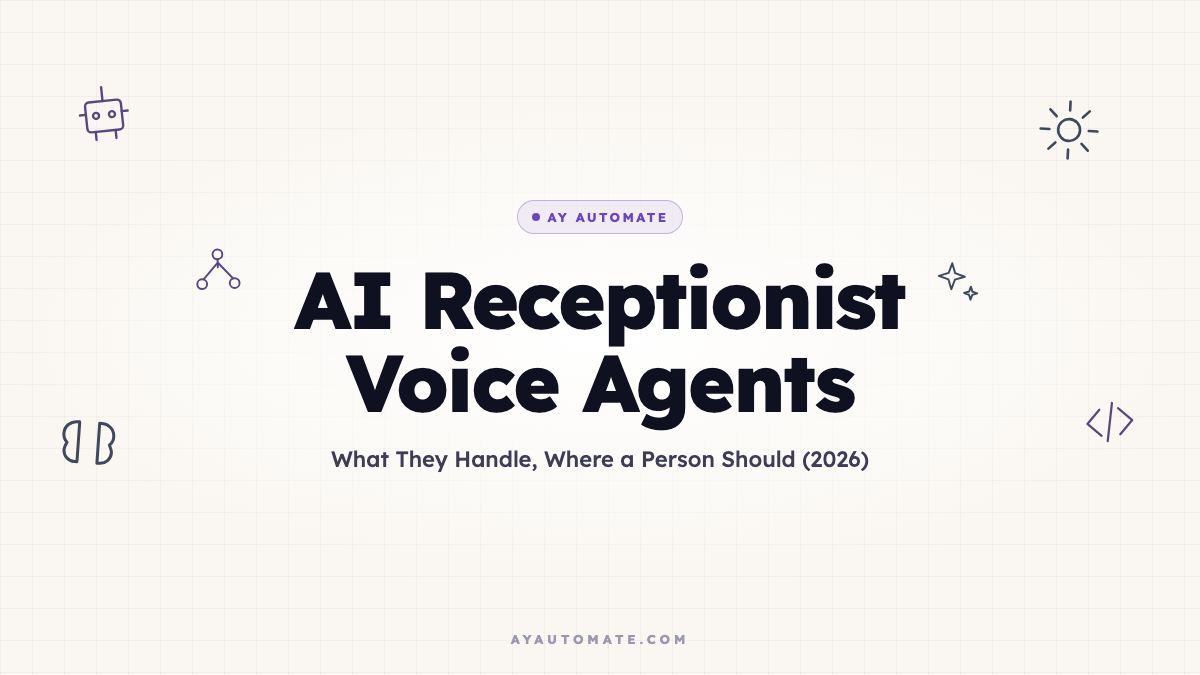 AY AUTOMATE
AI Receptionist
Voice Agents
What They Handle, Where a Person Should (2026)
AYAUTOMATE.COM